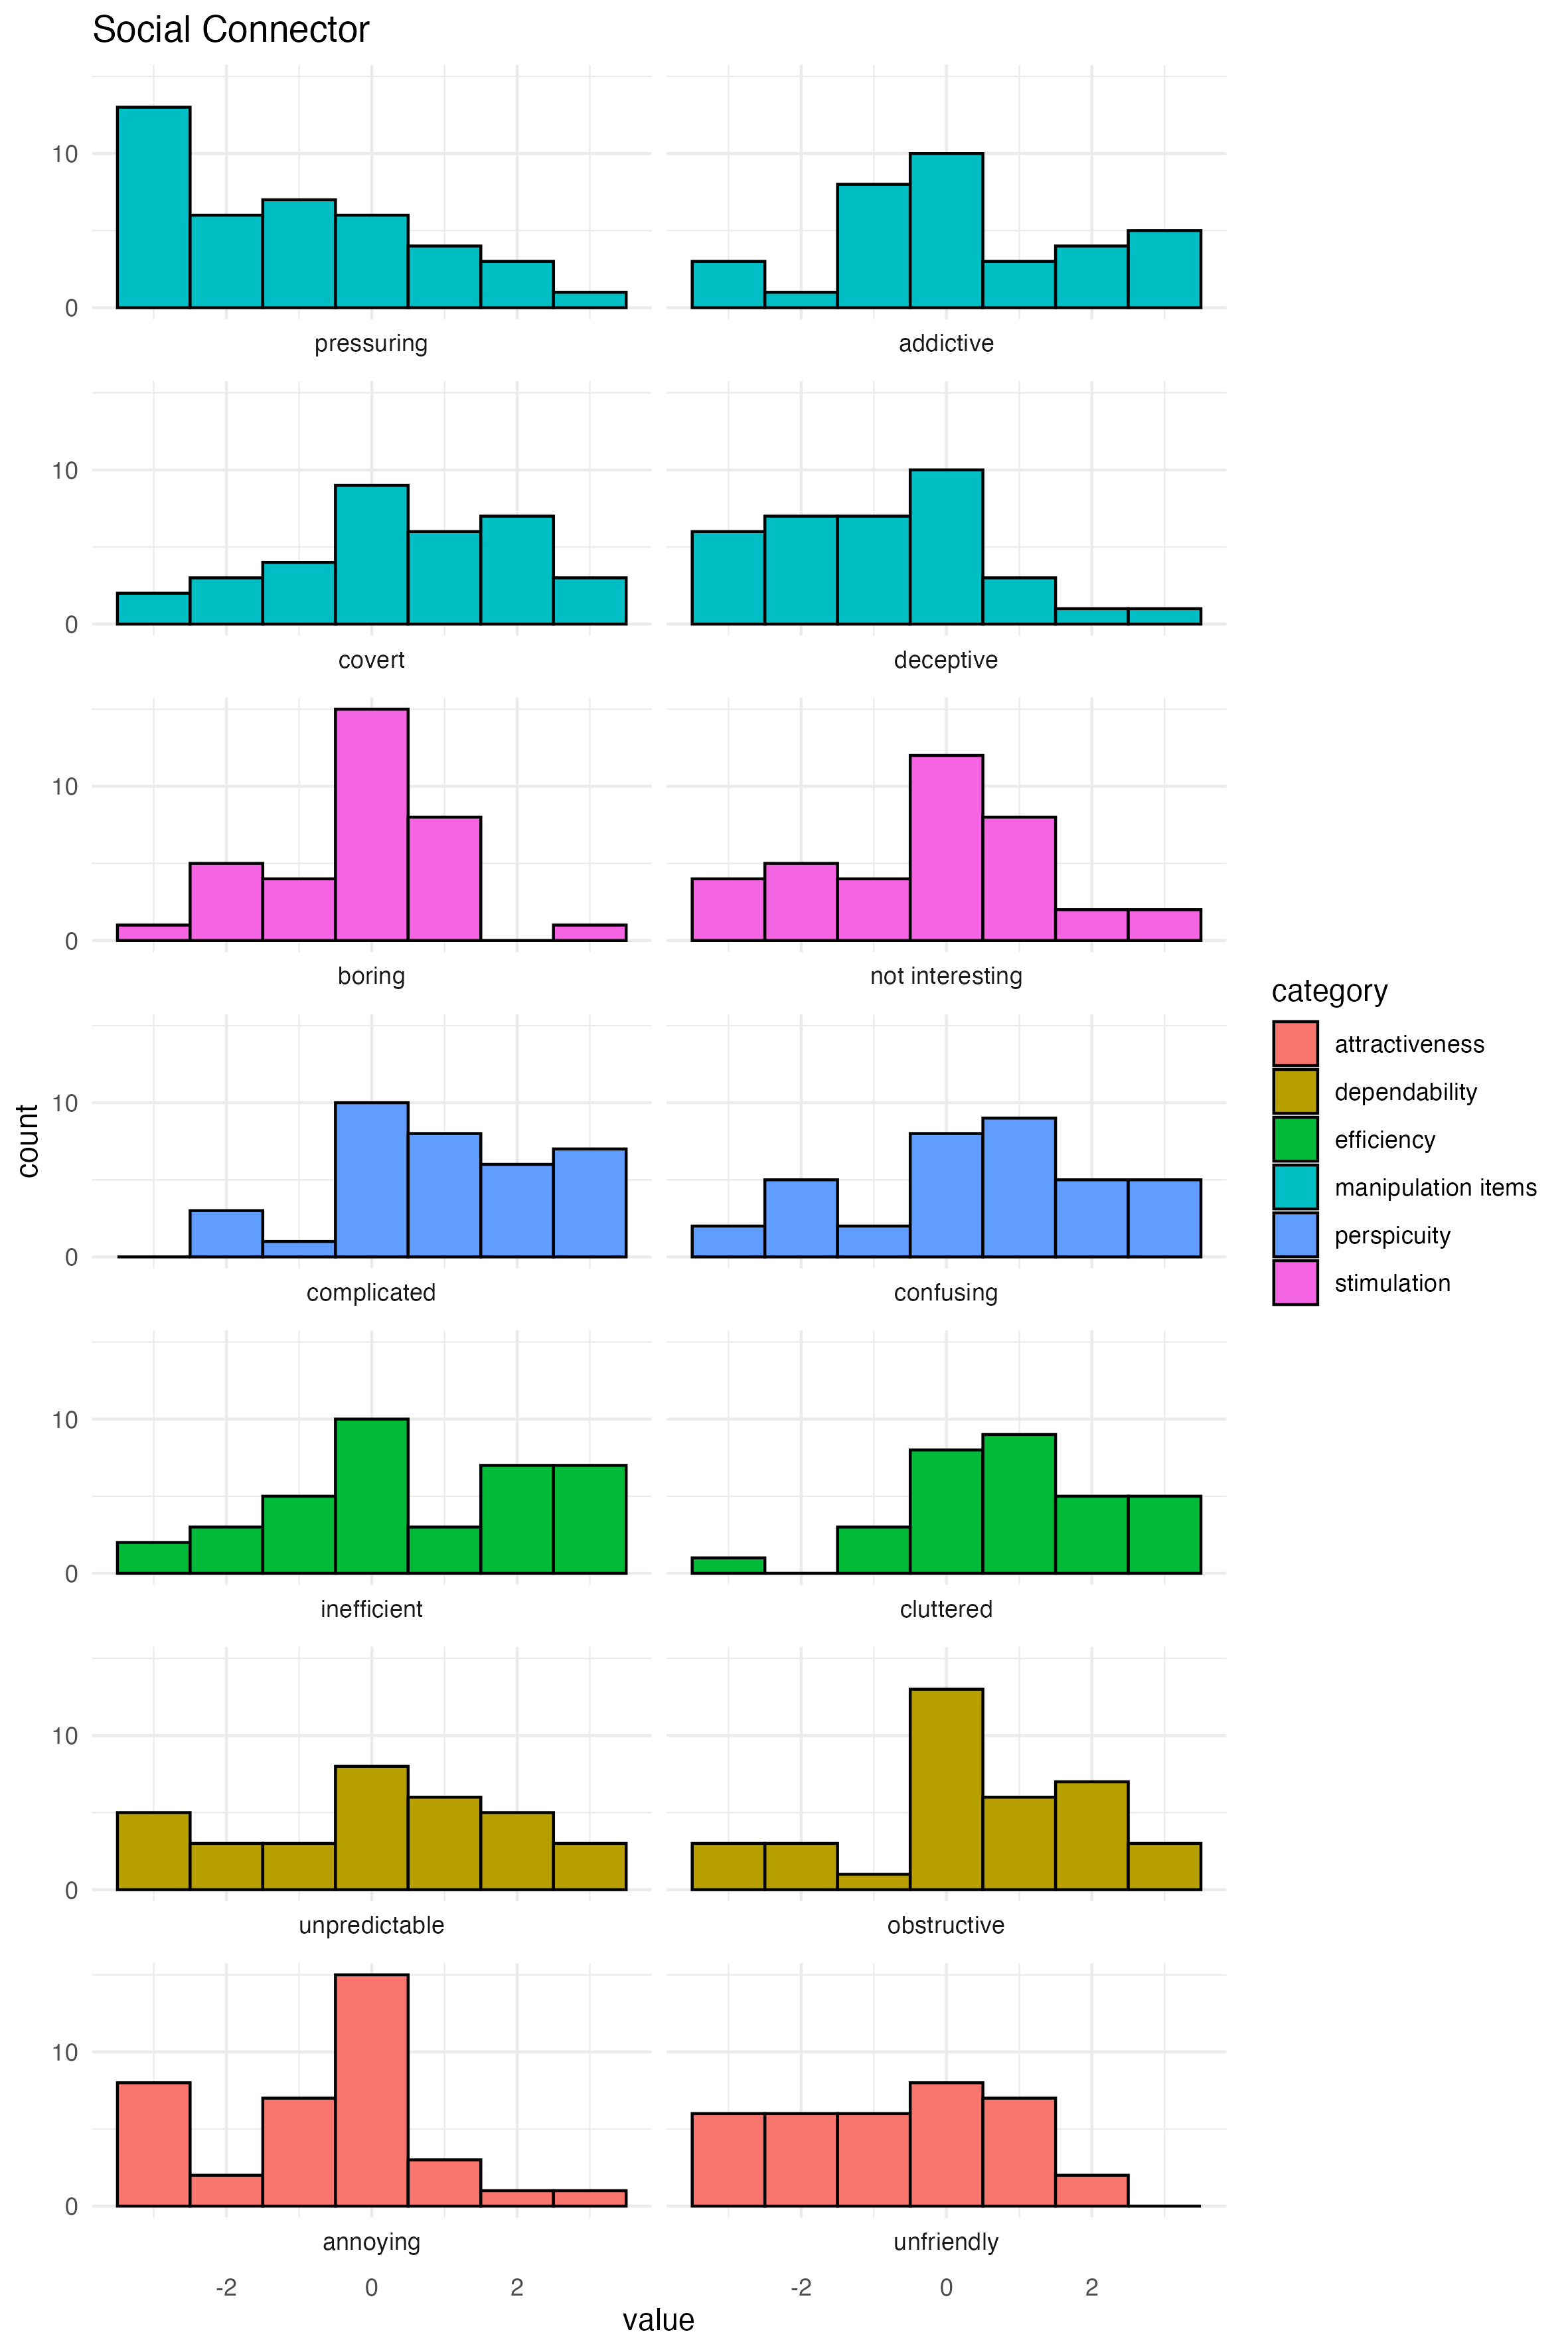 Social Connector
10
0
pressuring
addictive
10
0
covert
deceptive
10
0
boring
not interesting
10
0
complicated
confusing
10
0
inefficient
cluttered
10
0
unpredictable
obstructive
10
0
annoying
unfriendly
-2 0 2
-2 0 2
value
count
category
attractiveness
dependability
efficiency
manipulation items
perspicuity
stimulation